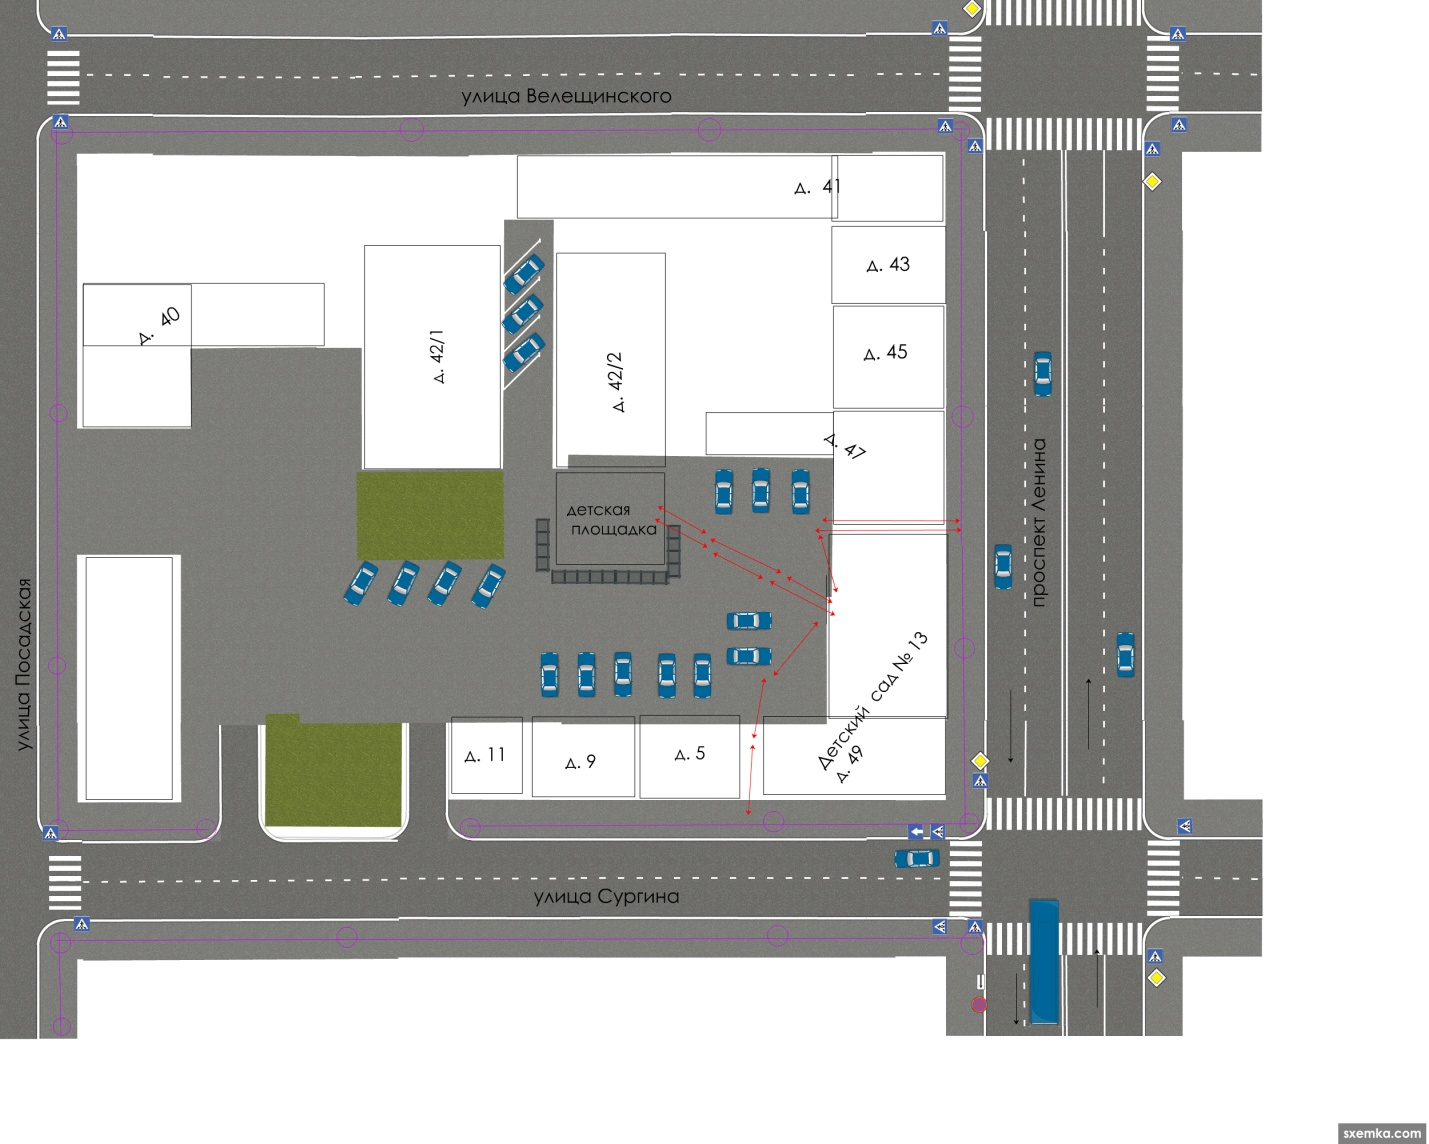 улица Велещинского
д. 41
д. 43
д. 40
д. 42/1
д. 42/2
д. 45
д. 47
детская
площадка
проспект Ленина
улица Посадская
Детский сад № 13
д. 49
д. 11
д. 9
д. 5
улица Сургина
sxemka.com